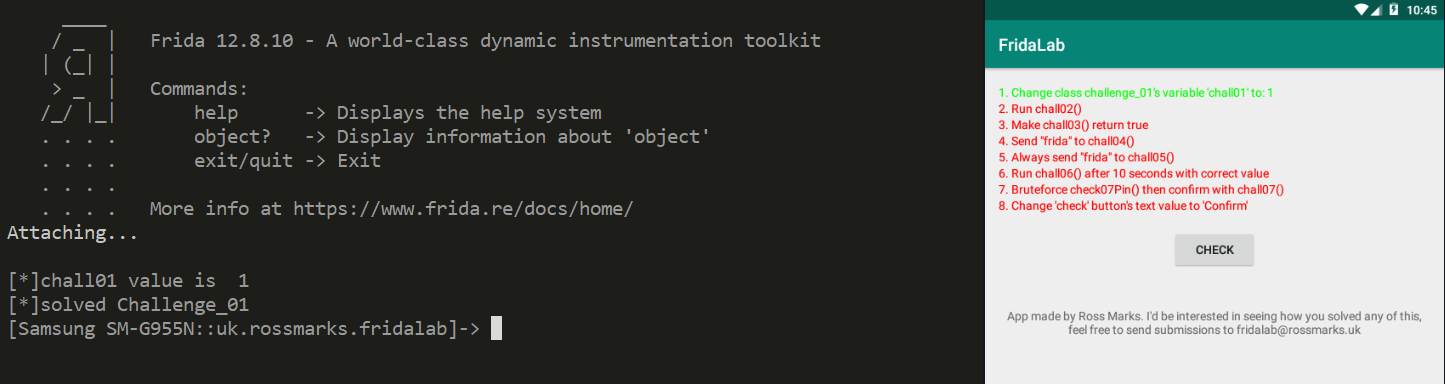 Frida 12.8.10 - A world-class dynamic instrumentation toolkit
Commands:
help -> Displays the help system
object? -> Display information about 'object'
exit/quit -> Exit
More info at https://www.frida.re/docs/home/
Attaching...
[*]chall01 value is 1
[*]solved Challenge_01
[Samsung SM-G955N::uk.rossmarks.fridalab]->
10:45
FridaLab
1. Change class challenge_01's variable 'chall01' to: 1
2. Run chall02()
3. Make chall03() return true
4. Send "frida" to chall04()
5. Always send "frida" to chall05()
6. Run chall06() after 10 seconds with correct value
7. Bruteforce check07Pin() then confirm with chall07()
8. Change 'check' button's text value to 'Confirm'
CHECK
App made by Ross Marks. I'd be interested in seeing how you solved any of this,
feel free to send submissions to fridalab@rossmarks.uk